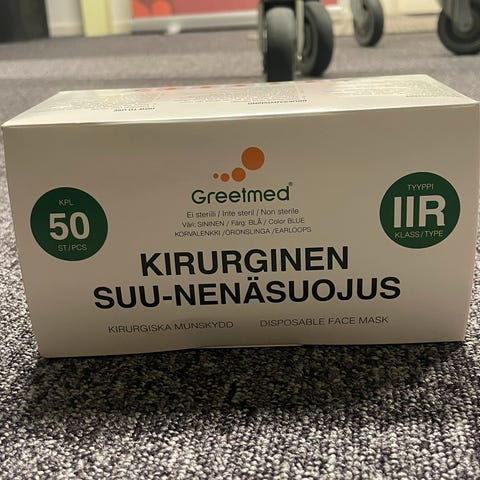 Greetmed
Ei steriili / Inte steril / Non sterile
Väri: SININEN / Färg: BLÅ / Color BLUE
KORVALENKKI / ÖRONSLINGA / EARLOOPS
KPL
50
ST / PCS
TYYPPI
IIR
KLASS / TYPE
KIRURGINEN
SUU-NENÄSUOJUS
KIRURGISKA MUNSKYDD DISPOSABLE FACE MASK